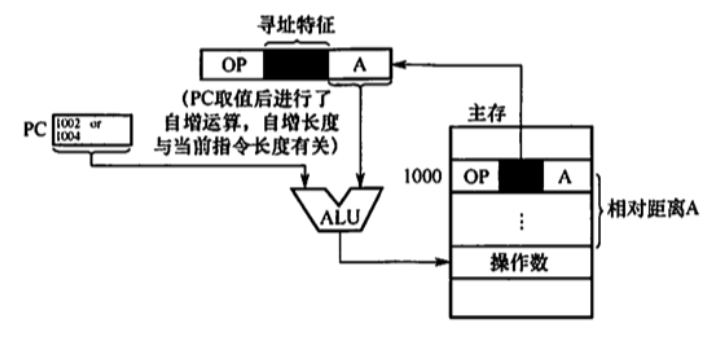 寻址特征
OP A
(PC取值后进行了
自增运算，自增长度
与当前指令长度有关)
PC
1002 or
1004
主存
1000
OP A
ALU
⋮
相对距离A
操作数